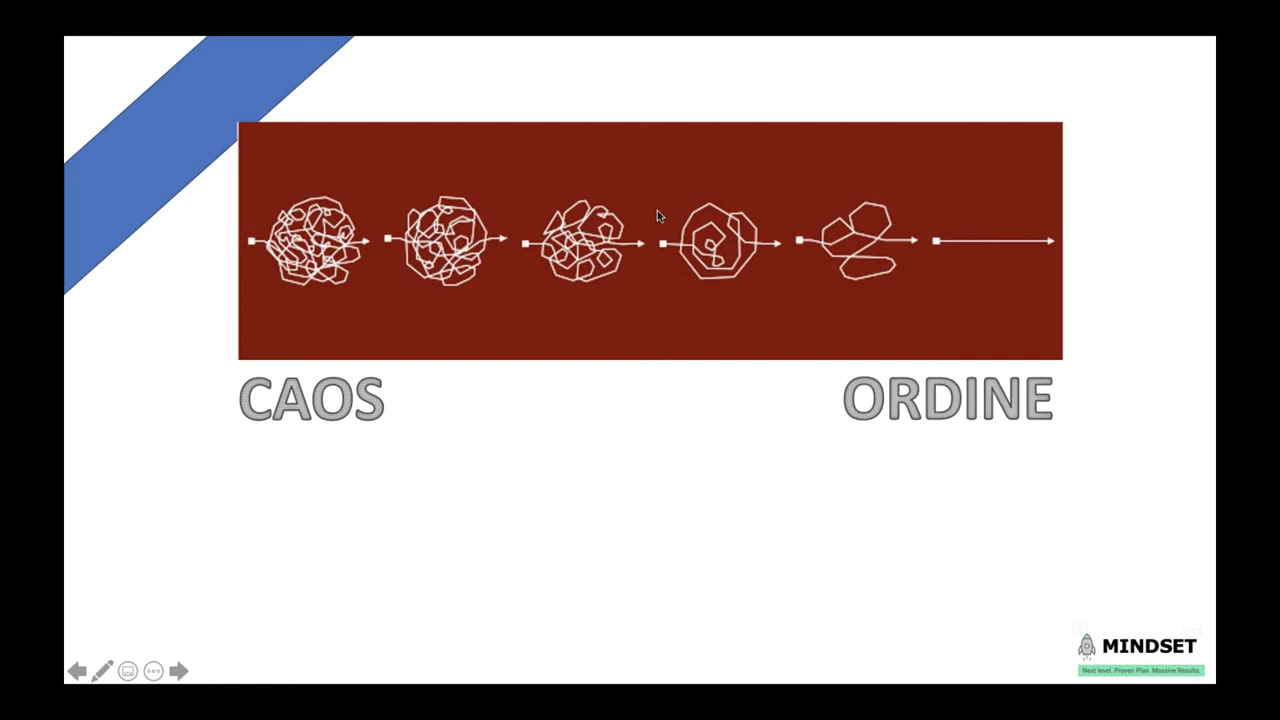 CAOS
ORDINE
MINDSET
Next level. Proven Plan. Massive Results.